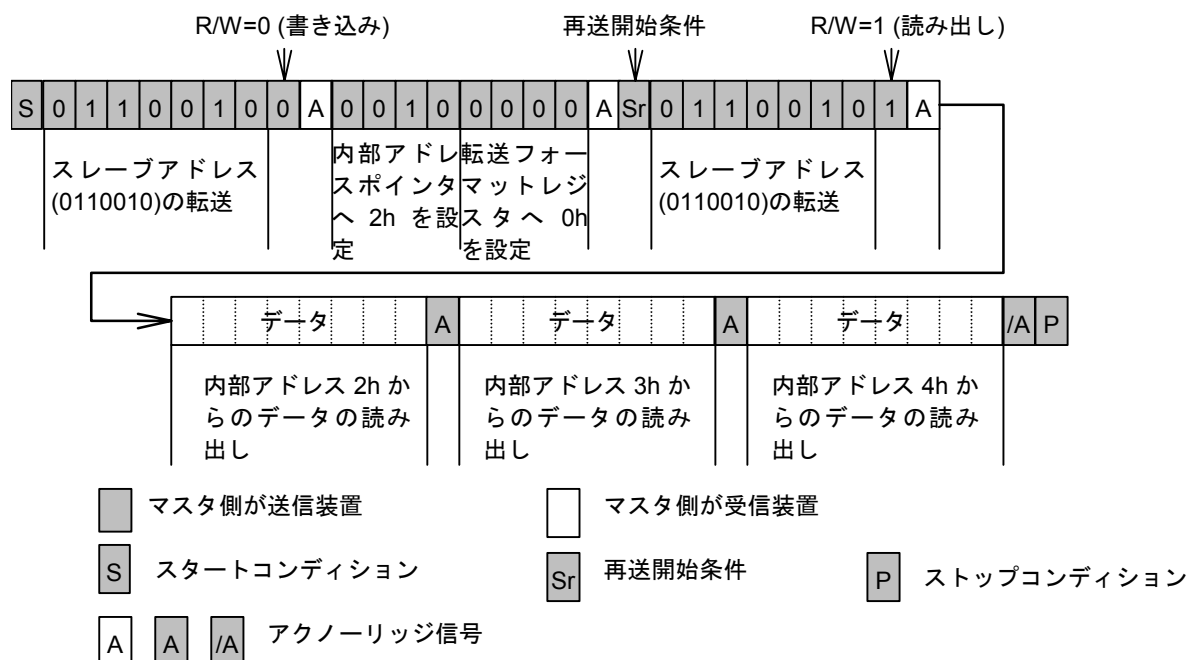 R/W=0 (書き込み) 再送開始条件 R/W=1 (読み出し)
S 0 1 1 0 0 1 0 0 A 0 0 1 0 0 0 0 0 A Sr 0 1 1 0 0 1 0 1 A
スレーブアドレス
(0110010)の転送
内部アドレ
スポインタ
へ 2h を設
定
転送フォー
マットレジ
スタへ 0h
を設定
スレーブアドレス
(0110010)の転送
データ A データ A データ /A P
内部アドレス 2h か
らのデータの読み
出し
内部アドレス 3h か
らのデータの読み
出し
内部アドレス 4h か
らのデータの読み
出し
マスタ側が送信装置 マスタ側が受信装置
S スタートコンディション Sr 再送開始条件 P ストップコンディション
A A /A アクノーリッジ信号